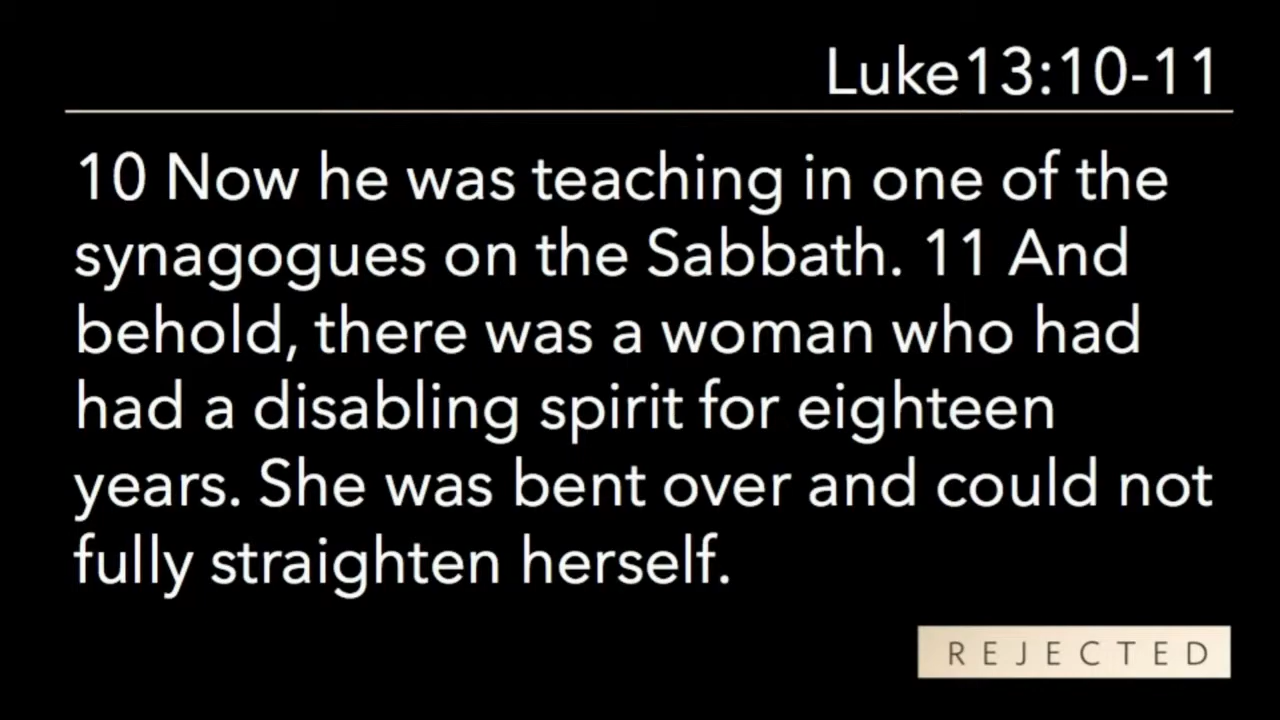 Luke13:10-11
10 Now he was teaching in one of the
synagogues on the Sabbath. 11 And
behold, there was a woman who had
had a disabling spirit for eighteen
years. She was bent over and could not
fully straighten herself.
REJECTED